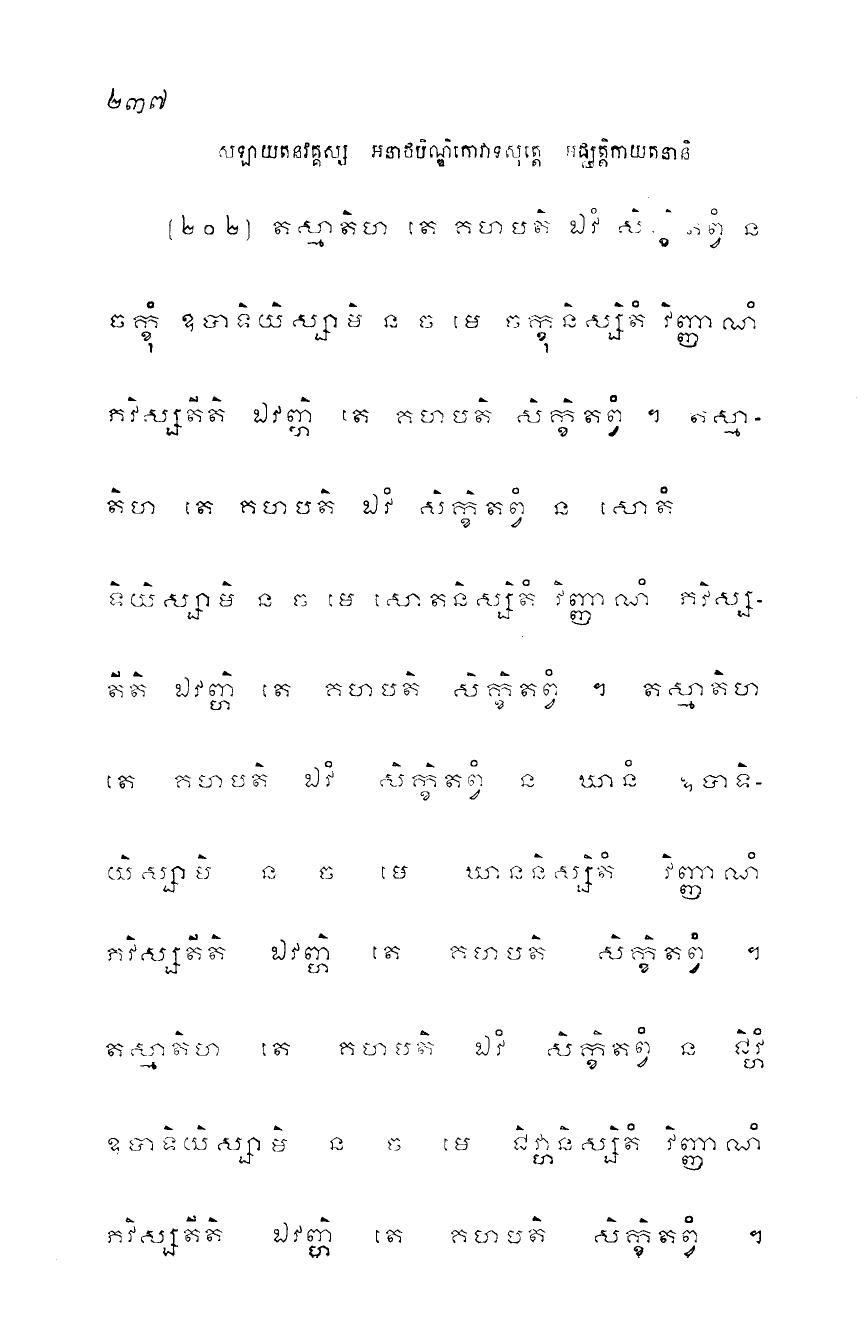 ២៣៧
សឡាយតនវគ្គស្ស អនាថបិណ្ឌិកោវាទសុត្តេ អជ្ឈត្តិកាយតនានិ
(២០២) តស្មាតិហ តេ គហបតិ ឯវំ សិក្ខិតព្វំ ន
ចក្ខុំ ឧបាទិយិស្សាមិ ន ច មេ ចក្ខុនិស្សិតំ វិញ្ញាណំ
ភវិស្សតីតិ ឯវញ្ហិ តេ គហបតិ សិក្ខិតព្វំ ។ តស្មា-
តិហ តេ គហបតិ ឯវំ សិក្ខិតព្វំ ន សោតំ
ទិយិស្សាមិ ន ច មេ សោតនិស្សិតំ វិញ្ញាណំ ភវិស្ស-
តីតិ ឯវញ្ហិ តេ គហបតិ សិក្ខិតព្វំ ។ តស្មាតិហ
តេ គហបតិ ឯវំ សិក្ខិតព្វំ ន ឃានំ ឧបាទិ-
យិស្សាមិ ន ច មេ ឃាននិស្សិតំ វិញ្ញាណំ
ភវិស្សតីតិ ឯវញ្ហិ តេ គហបតិ សិក្ខិតព្វំ ។
តស្មាតិហ តេ គហបតិ ឯវំ សិក្ខិតព្វំ ន ជិវ្ហំ
ឧបាទិយិស្សាមិ ន ច មេ ជិវ្ហានិស្សិតំ វិញ្ញាណំ
ភវិស្សតីតិ ឯវញ្ហិ តេ គហបតិ សិក្ខិតព្វំ ។